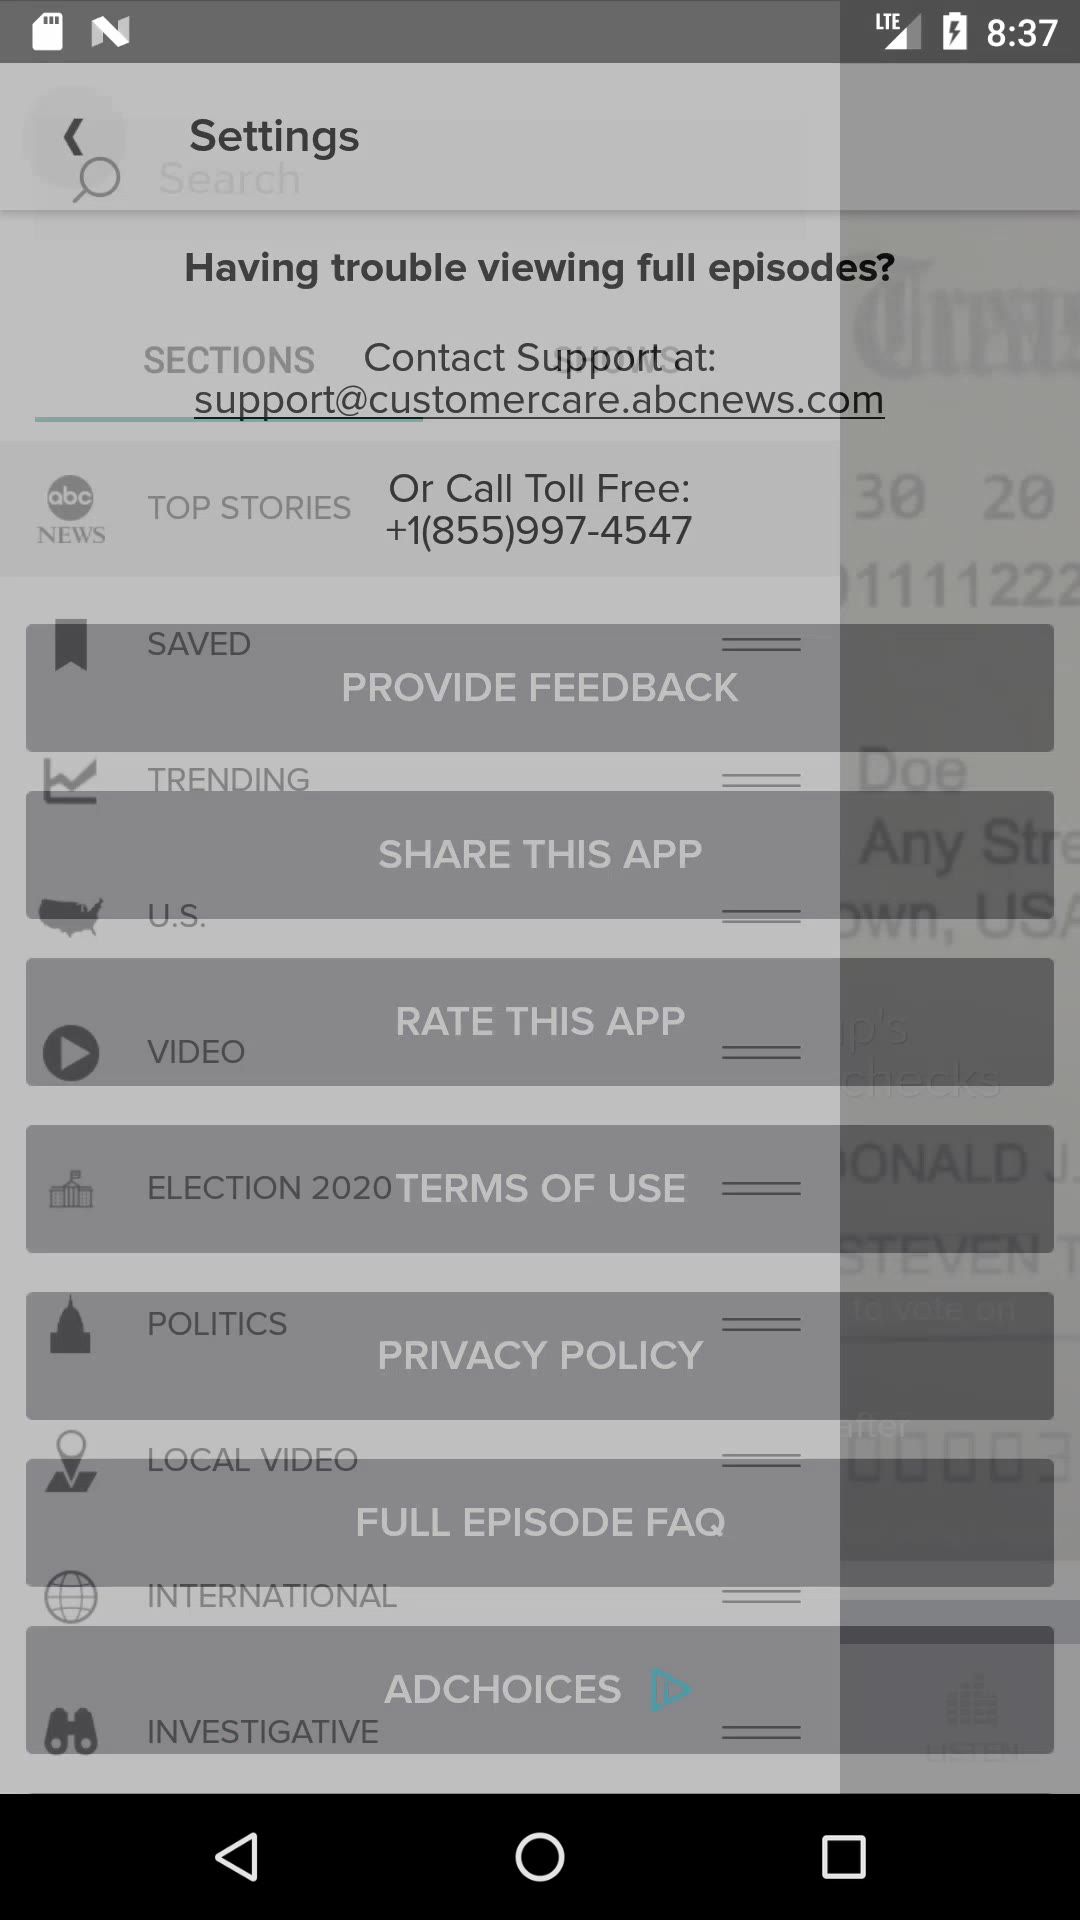 LTE 8:37
Settings
Search
Having trouble viewing full episodes?
SECTIONS
SHOWS
Contact Support at:
support@customercare.abcnews.com
abc
NEWS
TOP STORIES
Or Call Toll Free:
+1(855)997-4547
30 20
01111222
SAVED
PROVIDE FEEDBACK
TRENDING
Doe
SHARE THIS APP
Any Stre
U.S.
own, USA
RATE THIS APP
VIDEO
checks
ELECTION 2020
TERMS OF USE
DONALD J.
STEVEN T
to vote on
POLITICS
PRIVACY POLICY
after
LOCAL VIDEO
00003
FULL EPISODE FAQ
INTERNATIONAL
ADCHOICES
INVESTIGATIVE
LISTEN